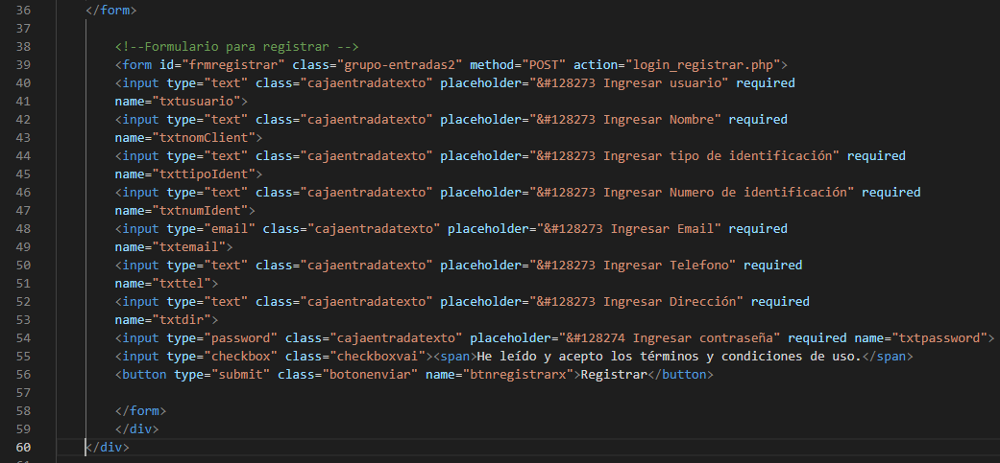 36 </form>
37
38 <!--Formulario para registrar -->
39 <form id="frmregistrar" class="grupo-entradas2" method="POST" action="login_registrar.php">
40 <input type="text" class="cajaentradatexto" placeholder="&#128273 Ingresar usuario" required
41 name="txtusuario">
42 <input type="text" class="cajaentradatexto" placeholder="&#128273 Ingresar Nombre" required
43 name="txtnomClient">
44 <input type="text" class="cajaentradatexto" placeholder="&#128273 Ingresar tipo de identificación" required
45 name="txttipoIdent">
46 <input type="text" class="cajaentradatexto" placeholder="&#128273 Ingresar Numero de identificación" required
47 name="txtnumIdent">
48 <input type="email" class="cajaentradatexto" placeholder="&#128273 Ingresar Email" required
49 name="txtemail">
50 <input type="text" class="cajaentradatexto" placeholder="&#128273 Ingresar Telefono" required
51 name="txttel">
52 <input type="text" class="cajaentradatexto" placeholder="&#128273 Ingresar Dirección" required
53 name="txtdir">
54 <input type="password" class="cajaentradatexto" placeholder="&#128274 Ingresar contraseña" required name="txtpassword">
55 <input type="checkbox" class="checkboxvai"><span>He leído y acepto los términos y condiciones de uso.</span>
56 <button type="submit" class="botonenviar" name="btnregistrarx">Registrar</button>
57
58 </form>
59 </div>
60 </div>